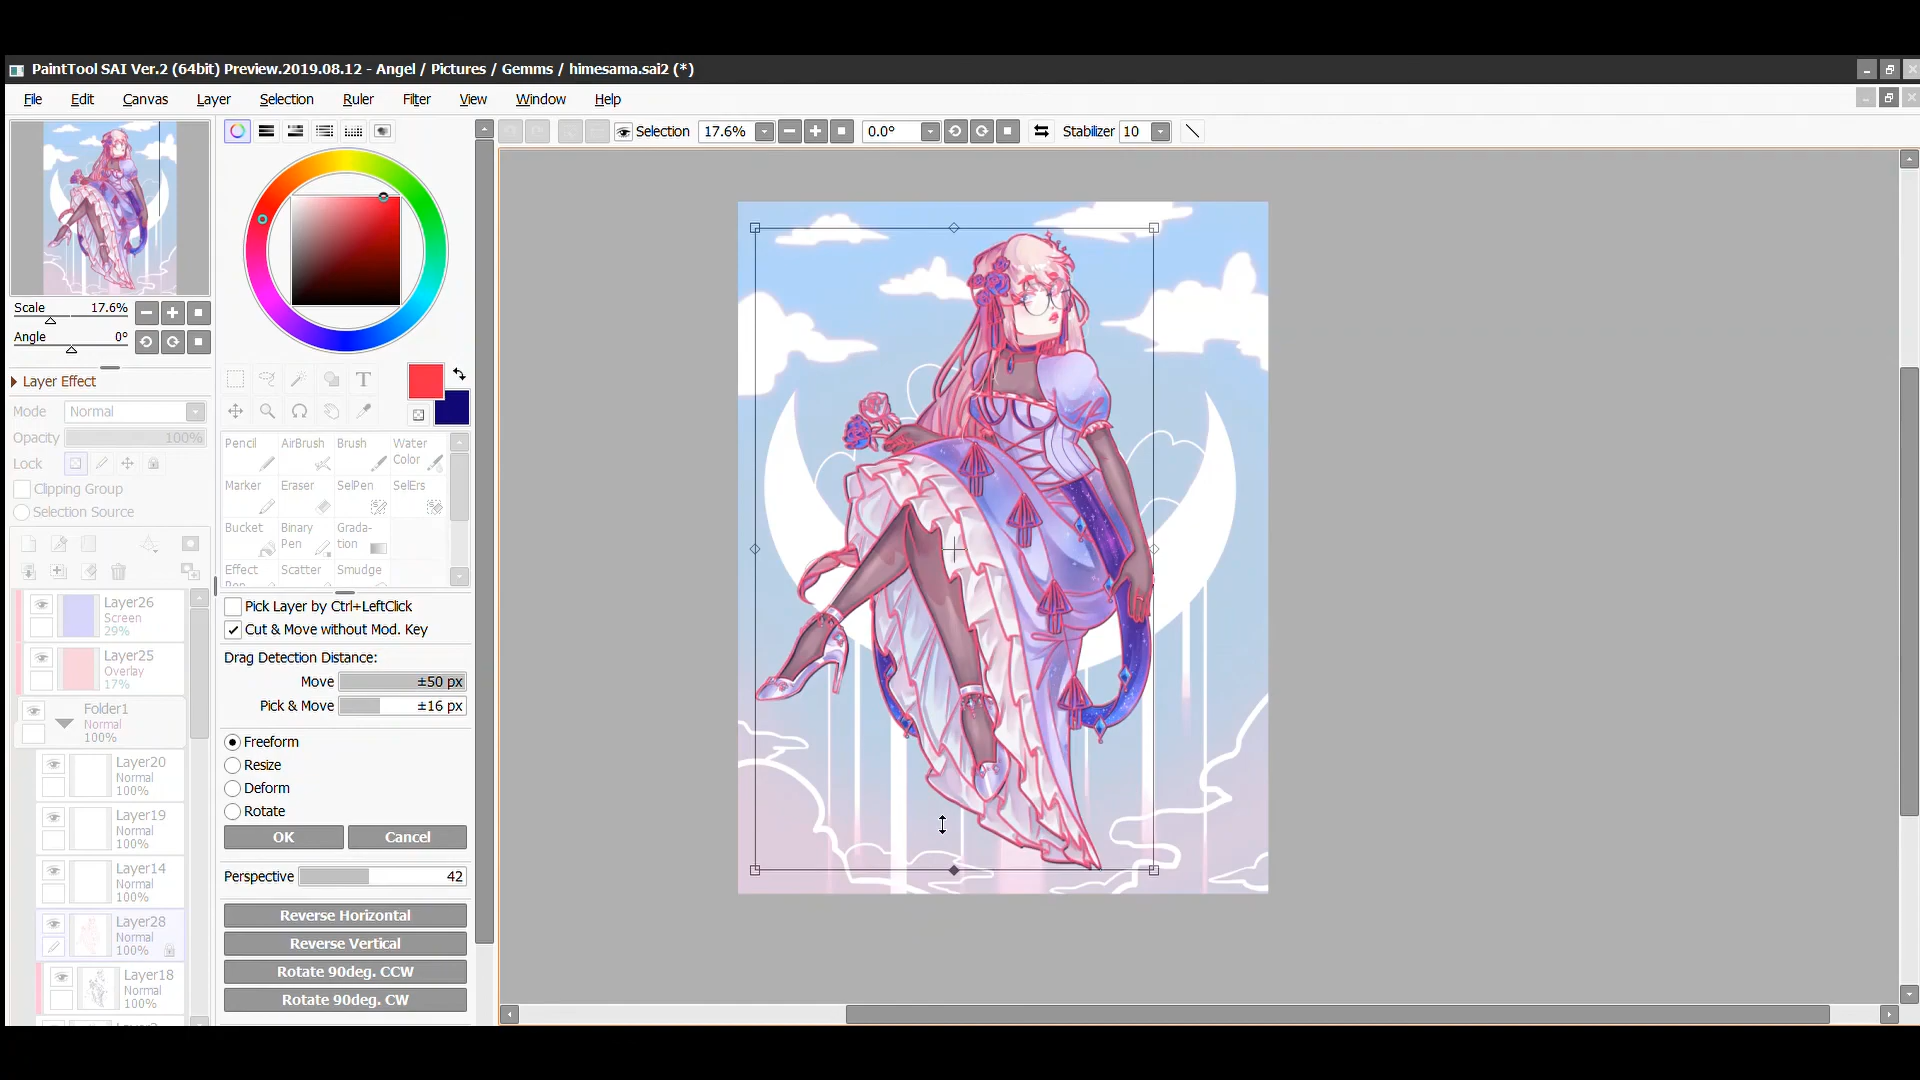 PaintTool SAI Ver.2 (64bit) Preview.2019.08.12 - Angel / Pictures / Gemms / himesama.sai2 (*)
File Edit Canvas Layer Selection Ruler Filter View Window Help
Selection 17.6% 0.0° Stabilizer 10
Scale 17.6%
Angle 0°
Layer Effect
Mode Normal
Opacity 100%
Lock
Clipping Group
Selection Source
Layer26
Screen
29%
Layer25
Overlay
17%
Folder1
Normal
100%
Layer20
Normal
100%
Layer19
Normal
100%
Layer14
Normal
100%
Layer28
Normal
100%
Layer18
Normal
100%
T
Pencil AirBrush Brush Water Color
Marker Eraser SelPen SelErs
Bucket Binary Pen Grada-tion
Effect Scatter Smudge
Pick Layer by Ctrl+LeftClick
Cut & Move without Mod. Key
Drag Detection Distance:
Move ±50 px
Pick & Move ±16 px
Freeform
Resize
Deform
Rotate
OK Cancel
Perspective 42
Reverse Horizontal
Reverse Vertical
Rotate 90deg. CCW
Rotate 90deg. CW